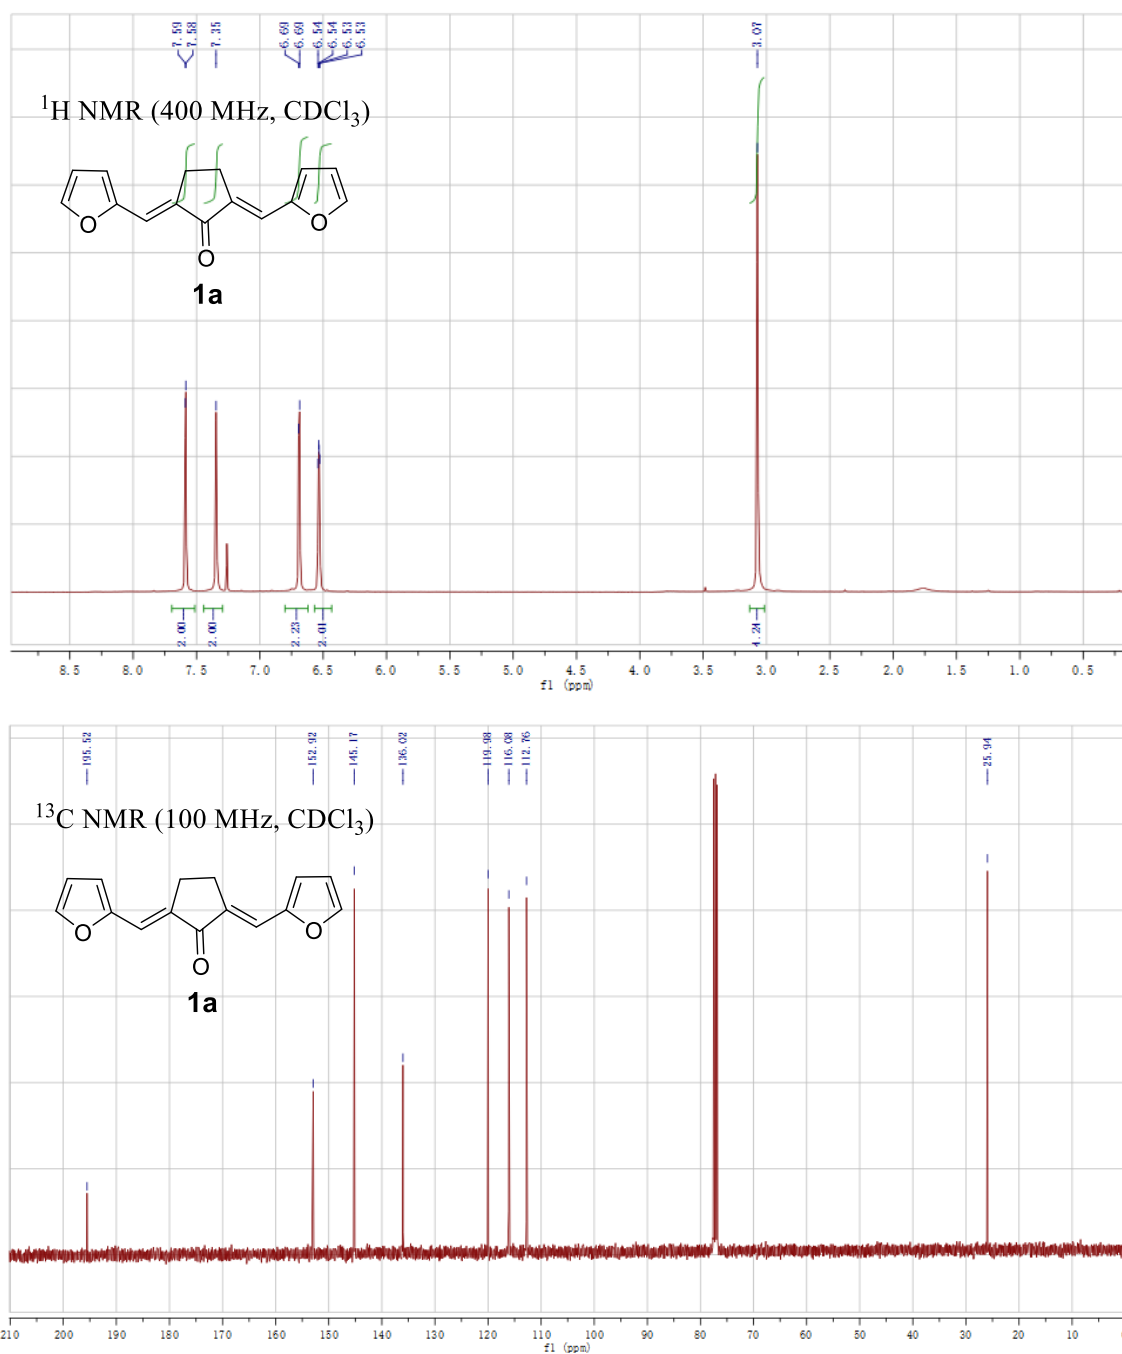 7.59
7.58
7.35
6.69
6.69
6.54
6.54
6.53
6.53
3.07
¹H NMR (400 MHz, CDCl₃)
O
O
O
1a
2.00
2.00
2.23
2.01
4.24
8.5 8.0 7.5 7.0 6.5 6.0 5.5 5.0 4.5 4.0 3.5 3.0 2.5 2.0 1.5 1.0 0.5
f1 (ppm)
195.52
152.92
145.17
136.02
119.98
116.08
112.76
25.94
¹³C NMR (100 MHz, CDCl₃)
O
O
O
1a
210 200 190 180 170 160 150 140 130 120 110 100 90 80 70 60 50 40 30 20 10
f1 (ppm)